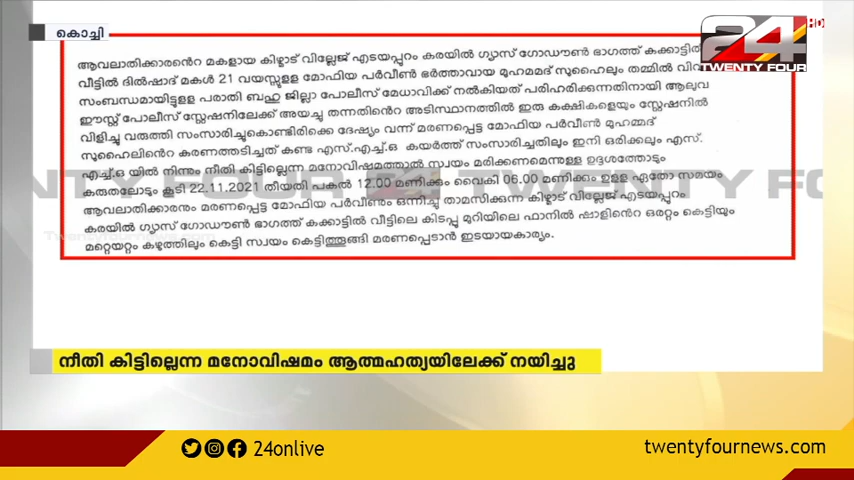 കൊച്ചി
24
HD
TWENTY FOUR
ആവലാതിക്കാരൻെറ മകളായ കിഴ്മാട് വില്ലേജ് എടയപ്പുറം കരയിൽ ഗ്യാസ് ഗോഡൗൺ ഭാഗത്ത് കക്കാട്ടിൽ
വീട്ടിൽ ദിൽഷാദ് മകൾ 21 വയസ്സുള്ള മോഫിയ പർവീൺ ഭർത്താവായ മുഹമ്മദ് സുഹൈലും തമ്മിൽ
സംബന്ധമായിട്ടുള്ള പരാതി ബഹു ജില്ലാ പോലീസ് മേധാവിക്ക് നൽകിയത് പരിഹരിക്കുന്നതിനായി ആലുവ
ഈസ്റ്റ് പോലീസ് സ്റ്റേഷനിലേക്ക് അയച്ചു തന്നതിൻെറ അടിസ്ഥാനത്തിൽ ഇരു കക്ഷികളെയും സ്റ്റേഷനിൽ
വിളിച്ചു വരുത്തി സംസാരിച്ചുകൊണ്ടിരിക്കെ ദേഷ്യം വന്ന് മരണപ്പെട്ട മോഫിയ പർവീൺ മുഹമ്മദ്
സുഹൈലിൻെറ കരണത്തടിച്ചത് കണ്ട എസ്.എച്ച്.ഒ കയർത്ത് സംസാരിച്ചതിലും ഇനി ഒരിക്കലും എസ്.
എച്ച്.ഒ യിൽ നിന്നും നീതി കിട്ടില്ലെന്ന മനോവിഷമത്താൽ സ്വയം മരിക്കണമെന്നുള്ള ഉദ്ദശത്തോടും
കരുതലോടും കൂടി 22.11.2021 തീയതി പകൽ 12.00 മണിക്കും വൈകി 06.00 മണിക്കും ഉള്ള ഏതോ സമയം
ആവലാതിക്കാരനും മരണപ്പെട്ട മോഫിയ പർവീണും ഒന്നിച്ചു താമസിക്കുന്ന കിഴ്മാട് വില്ലേജ് എടയപ്പുറം
കരയിൽ ഗ്യാസ് ഗോഡൗൺ ഭാഗത്ത് കക്കാട്ടിൽ വീട്ടിലെ കിടപ്പു മുറിയിലെ ഫാനിൽ ഷാളിൻെറ ഒരറ്റം കെട്ടിയും
മറ്റെയറ്റം കഴുത്തിലും കെട്ടി സ്വയം കെട്ടിത്തൂങ്ങി മരണപ്പെടാൻ ഇടയായകാര്യം.
Twentyfournews.com
നീതി കിട്ടില്ലെന്ന മനോവിഷമം ആത്മഹത്യയിലേക്ക് നയിച്ചു
24onlive
twentyfournews.com